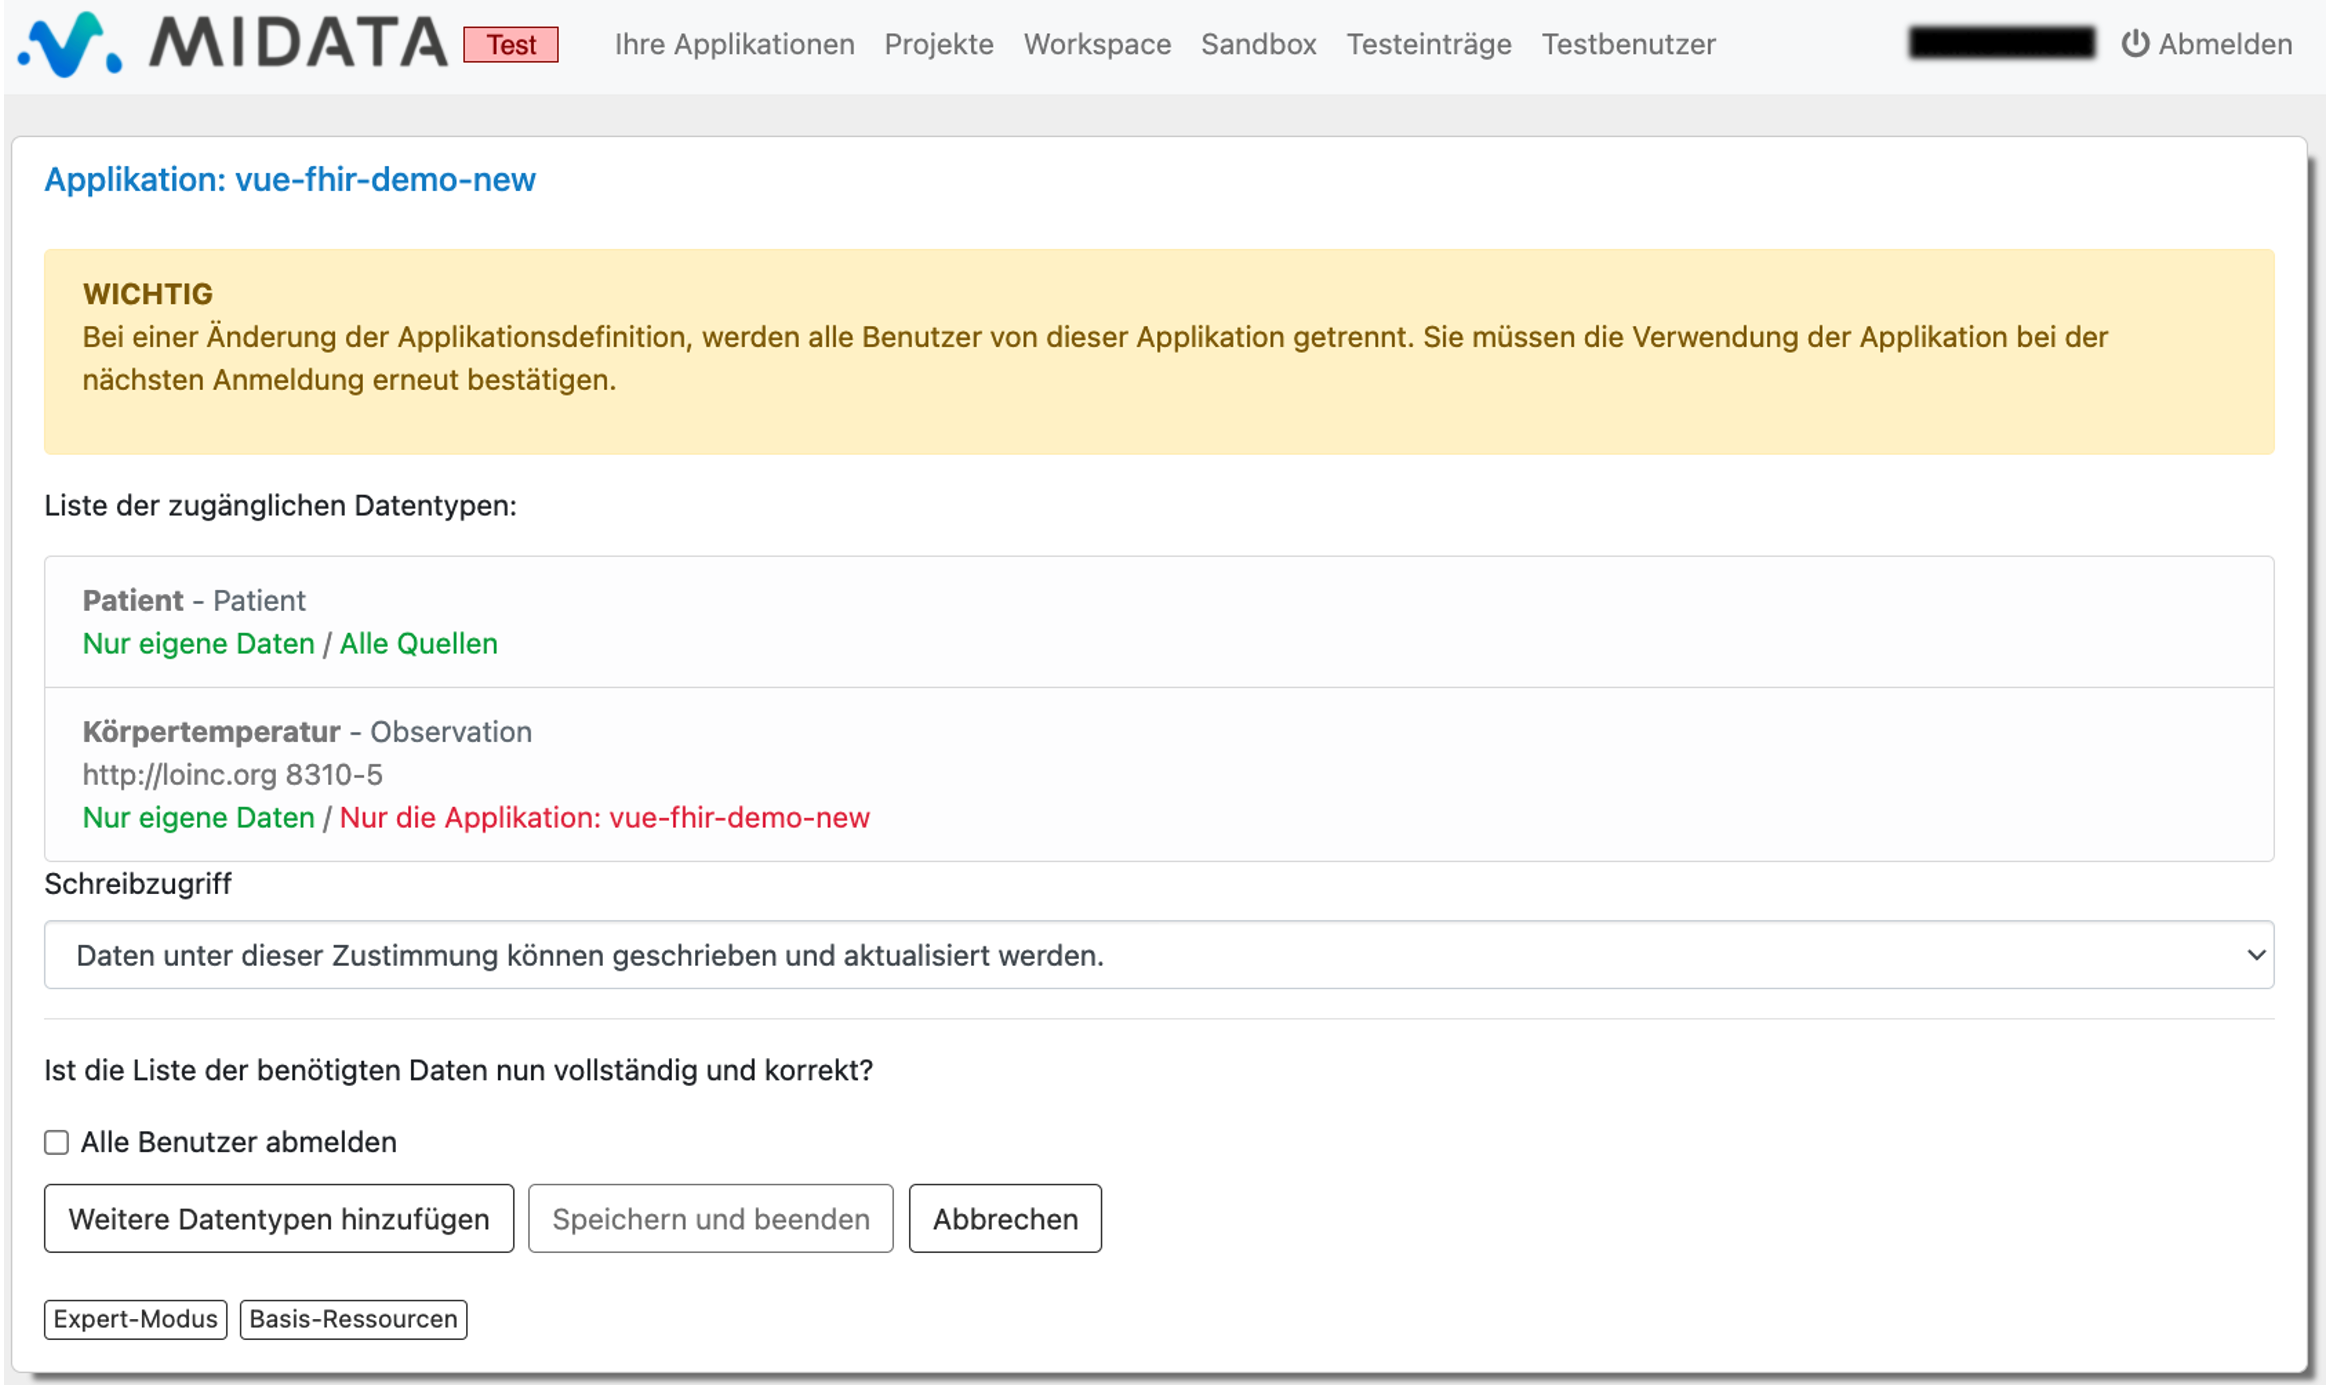 MIDATA Test Ihre Applikationen Projekte Workspace Sandbox Testeinträge Testbenutzer Abmelden
Applikation: vue-fhir-demo-new
WICHTIG
Bei einer Änderung der Applikationsdefinition, werden alle Benutzer von dieser Applikation getrennt. Sie müssen die Verwendung der Applikation bei der
nächsten Anmeldung erneut bestätigen.
Liste der zugänglichen Datentypen:
Patient - Patient
Nur eigene Daten / Alle Quellen
Körpertemperatur - Observation
http://loinc.org 8310-5
Nur eigene Daten / Nur die Applikation: vue-fhir-demo-new
Schreibzugriff
Daten unter dieser Zustimmung können geschrieben und aktualisiert werden.
Ist die Liste der benötigten Daten nun vollständig und korrekt?
Alle Benutzer abmelden
Weitere Datentypen hinzufügen Speichern und beenden Abbrechen
Expert-Modus Basis-Ressourcen